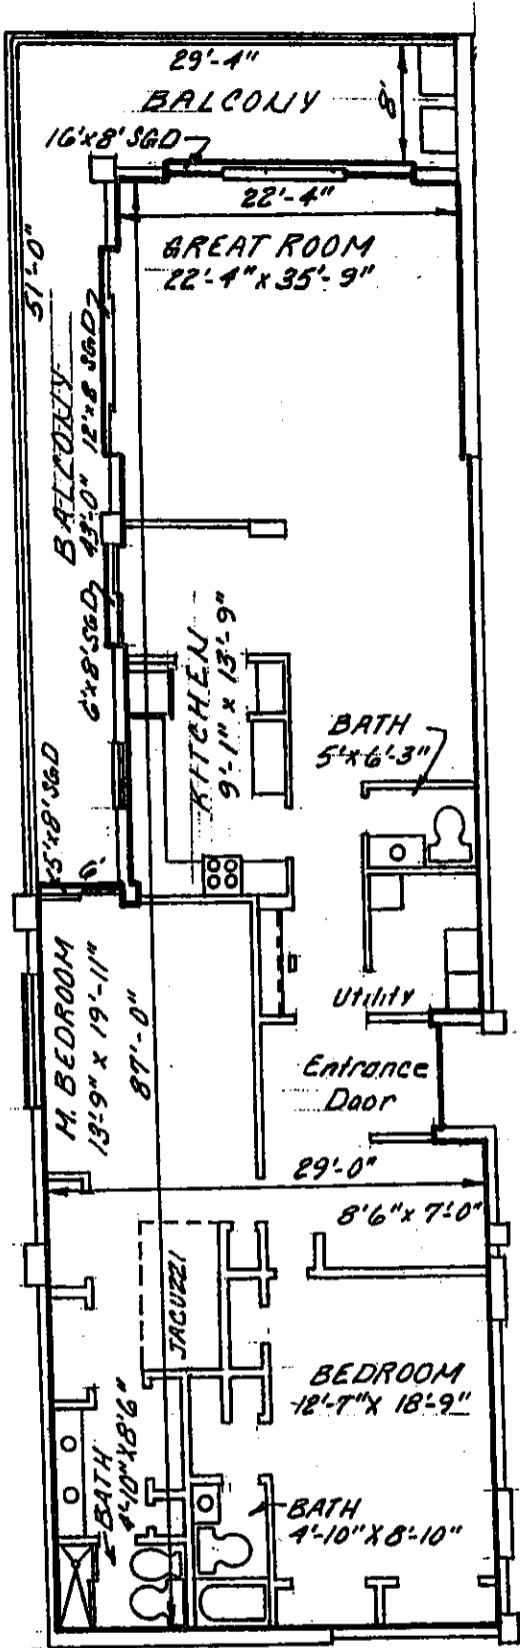 29'-4"
BALCONY
8'
16'x8' SGD
22'-4"
GREAT ROOM
22'-4" x 35'-9"
51'-0"
BALCONY
43'-0" 12'x8' SGD
6'x8' SGD
KITCHEN
9'-1" x 13'-9"
BATH
5'x6'-3"
5'x8' SGD
M. BEDROOM
13'-9" x 19'-11"
87'-0"
Utility
Entrance
Door
29'-0"
8'6" x 7'-0"
JACUZZI
BEDROOM
12'-7" X 18'-9"
BATH
4'-10" X 8'6"
BATH
4'-10" X 8'-10"